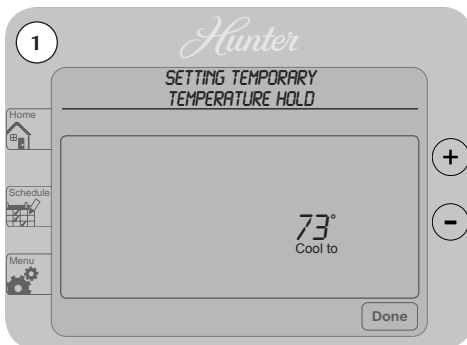 1
Hunter
SETTING TEMPORARY
TEMPERATURE HOLD
Home
+
Schedule
73°
-
Cool to
Menu
Done